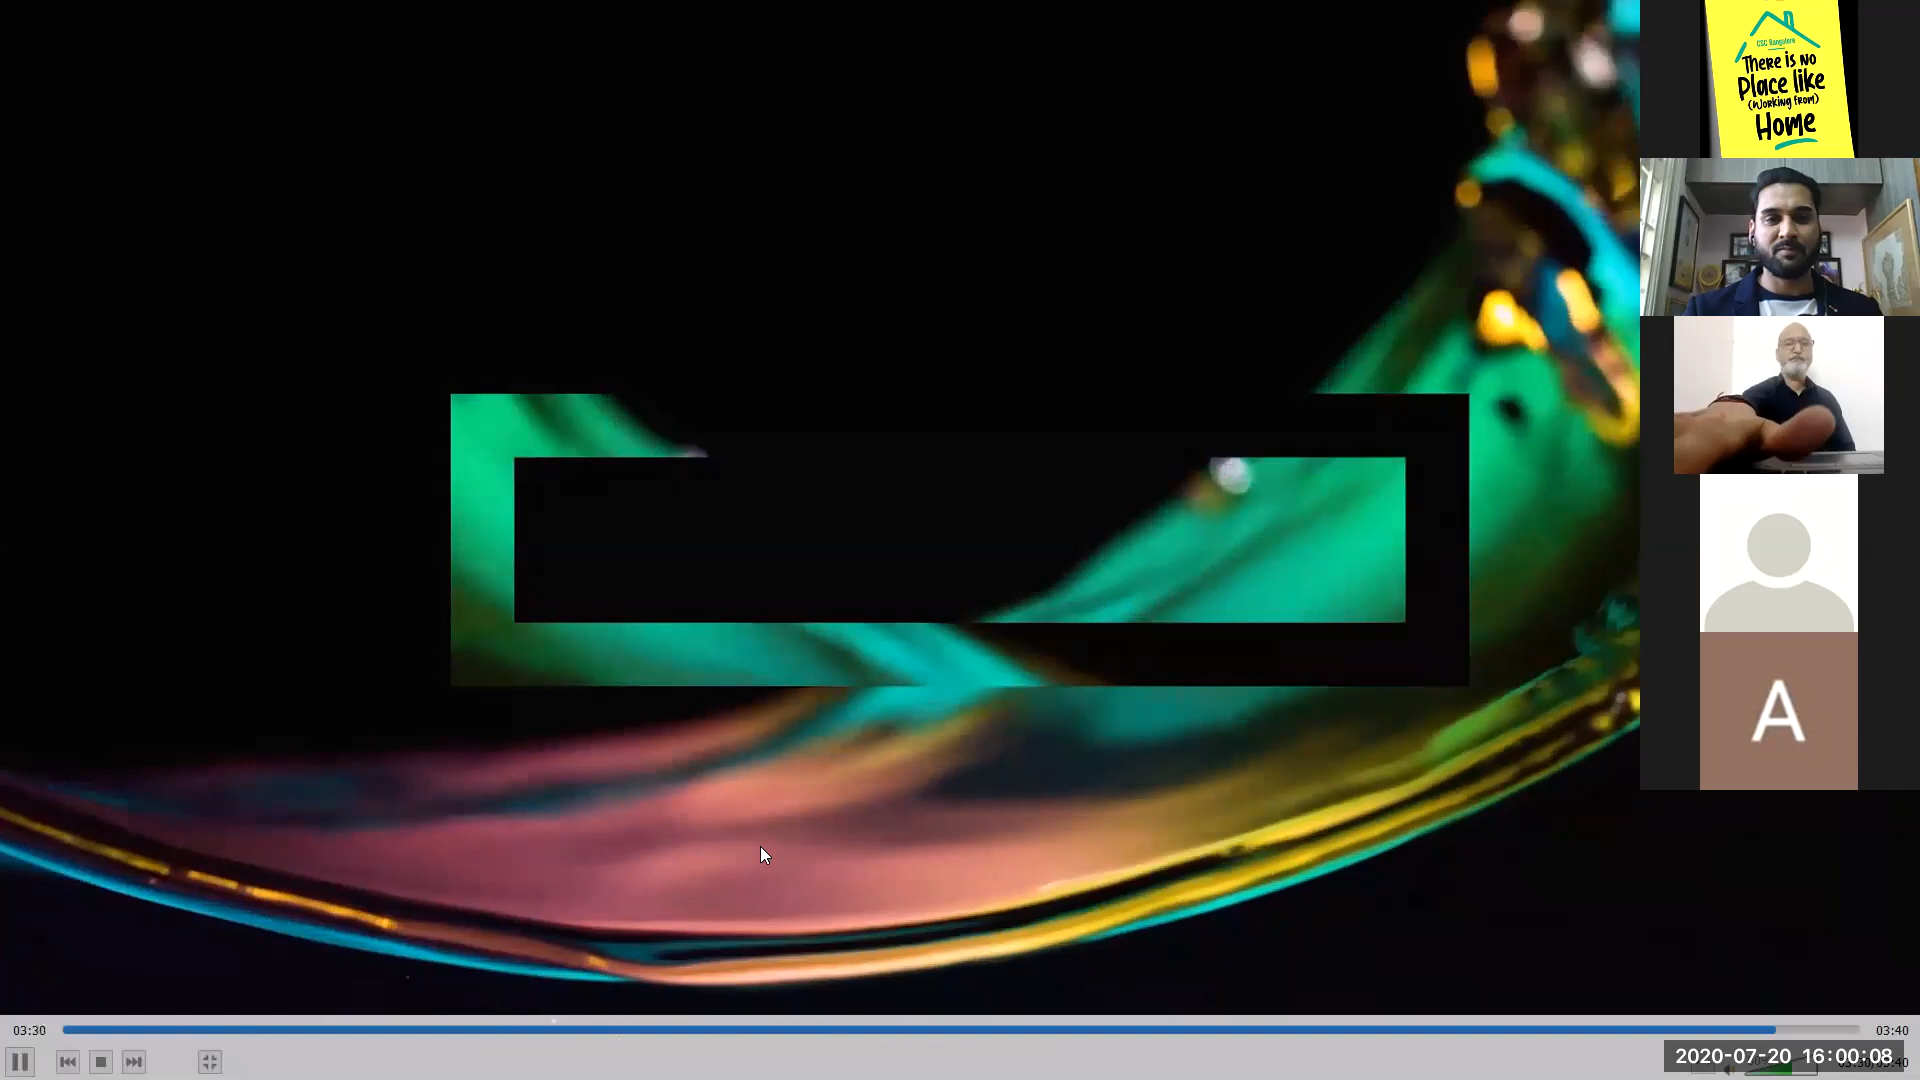 CSC Bangalore
There is no
Place like
(Working from)
Home
A
03:30
03:40
2020-07-20 16:00:08